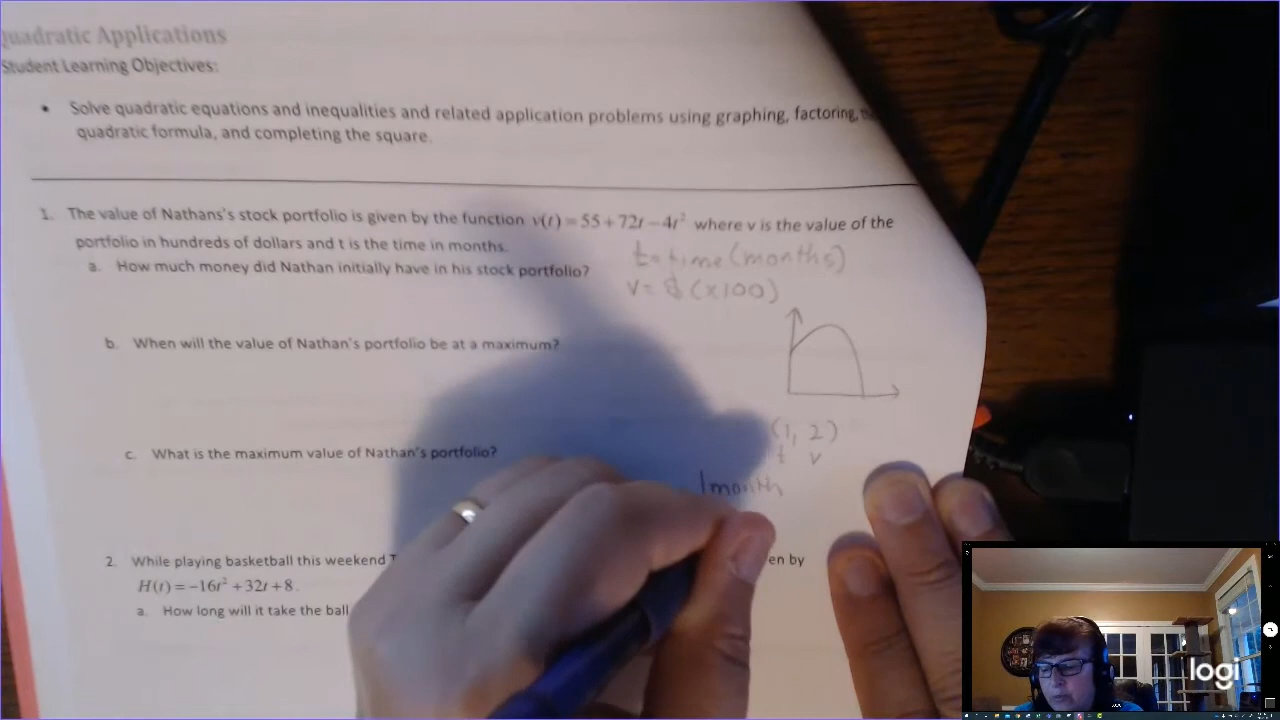 Quadratic Applications
Student Learning Objectives:
• Solve quadratic equations and inequalities and related application problems using graphing, factoring,
quadratic formula, and completing the square.
1. The value of Nathans's stock portfolio is given by the function v(t) = 55 + 72t − 4t² where v is the value of the
portfolio in hundreds of dollars and t is the time in months.
t = time (months)
a. How much money did Nathan initially have in his stock portfolio?
v = $ (×100)
b. When will the value of Nathan's portfolio be at a maximum?
(1, 2)
t v
c. What is the maximum value of Nathan's portfolio?
1 month
2. While playing basketball this weekend en by
H(t) = −16t² + 32t + 8.
a. How long will it take the ball
logi